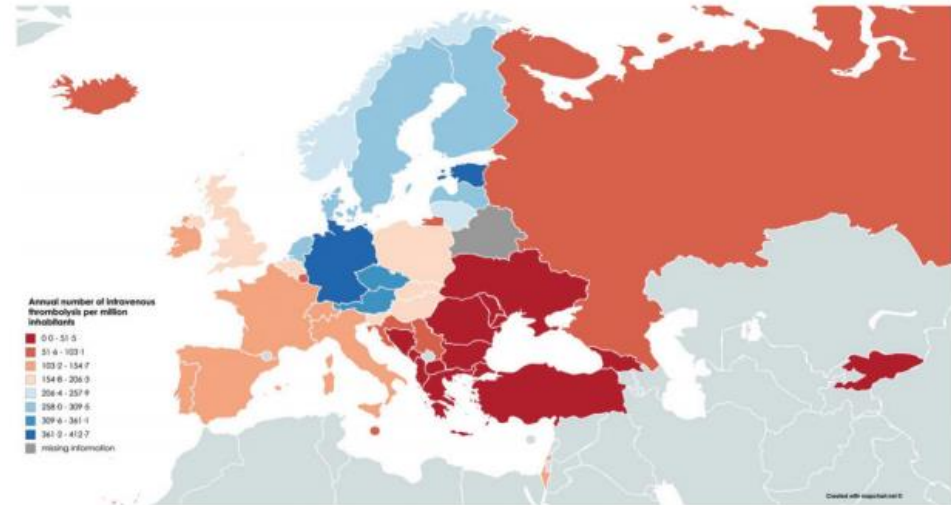 Annual number of intravenous
thrombolysis per million
inhabitants
0·0 - 51·5
51·6 - 103·1
103·2 - 154·7
154·8 - 206·3
206·4 - 257·9
258·0 - 309·5
309·6 - 361·1
361·2 - 412·7
missing information
Created with mapchart.net ©